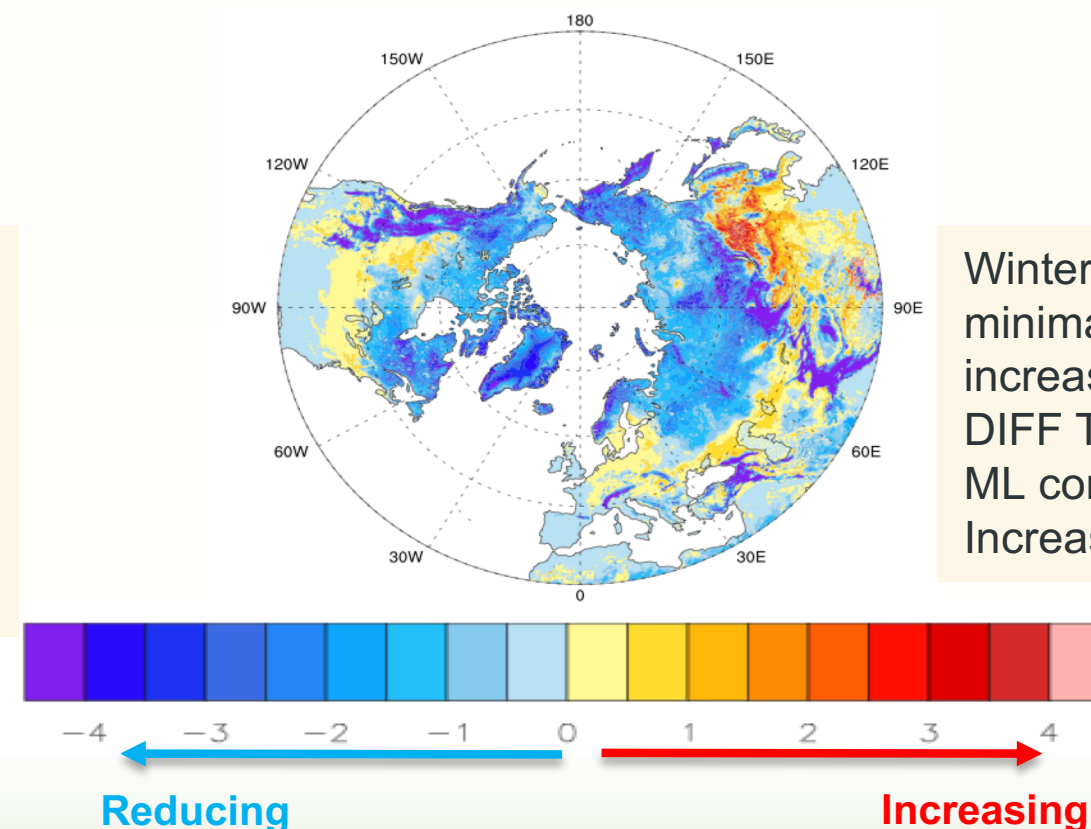 180
150W
150E
120W
120E
90W
90E
60W
60E
30W
30E
0
Winter
minima
increas
DIFF T
ML cor
Increas
−4 −3 −2 −1 0 1 2 3 4
Reducing
Increasing